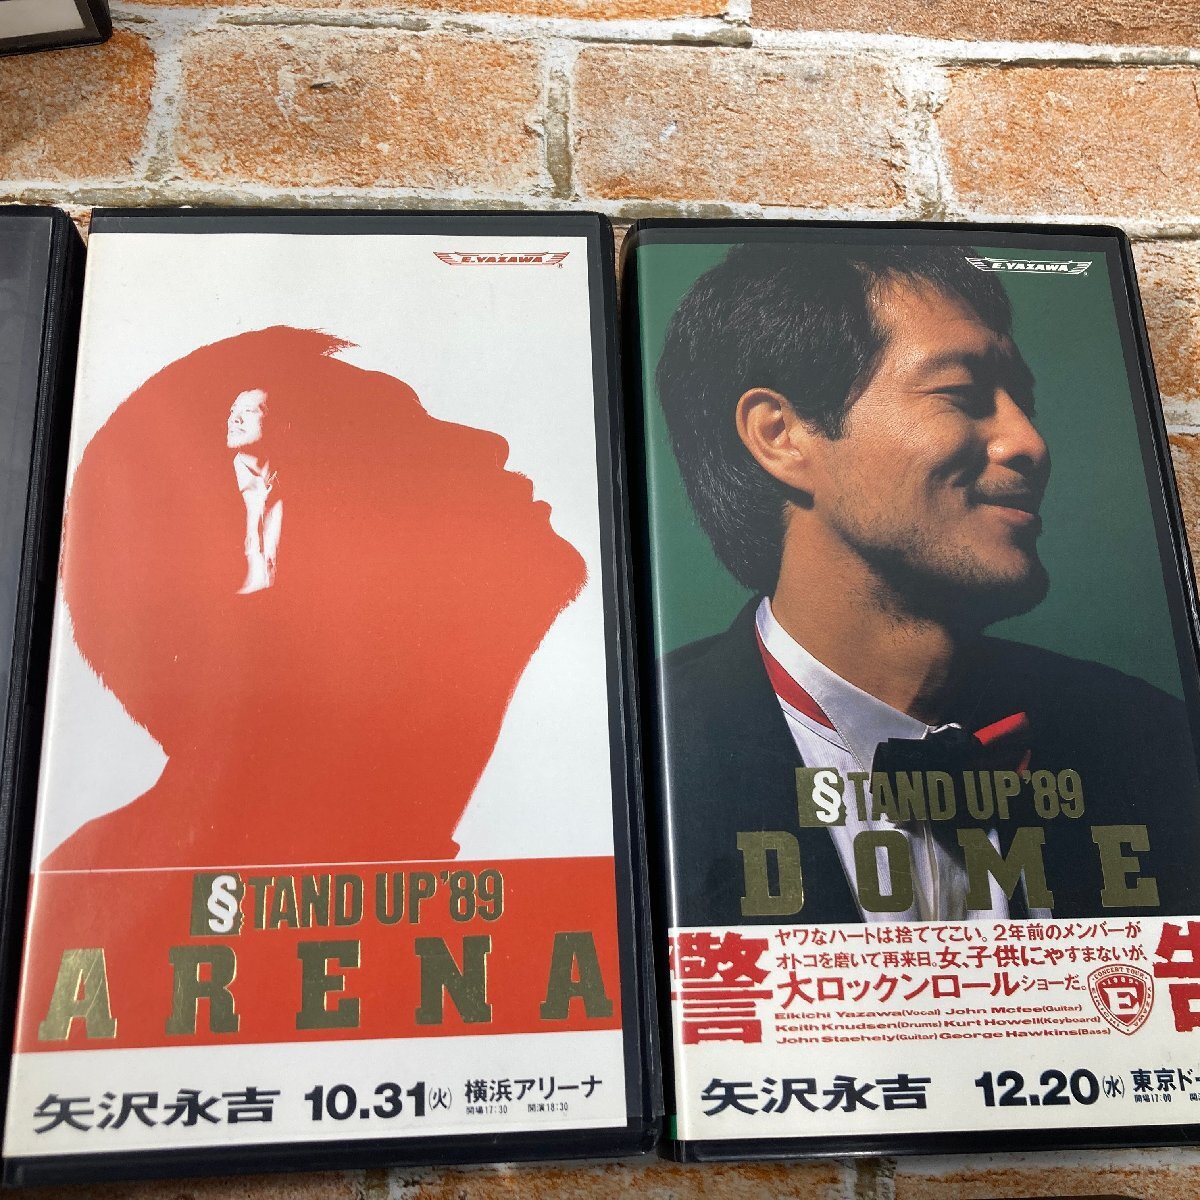 E.YAZAWA
STAND UP'89
ARENA
矢沢永吉 10.31(火) 横浜アリーナ
開場17:30 開演18:30
E.YAZAWA
STAND UP'89
DOME
警告
ヤワなハートは捨ててこい。2年前のメンバーが
オトコを磨いて再来日。女、子供にやすまないが、
大ロックンロールショーだ。
Eikichi Yazawa(Vocal) John Mcfee(Guitar)
Keith Knudsen(Drums) Kurt Howell(Keyboard)
John Staehely(Guitar) George Hawkins(Bass)
CONCERT TOUR
E
矢沢永吉 12.20(水) 東京ド
開場17:00